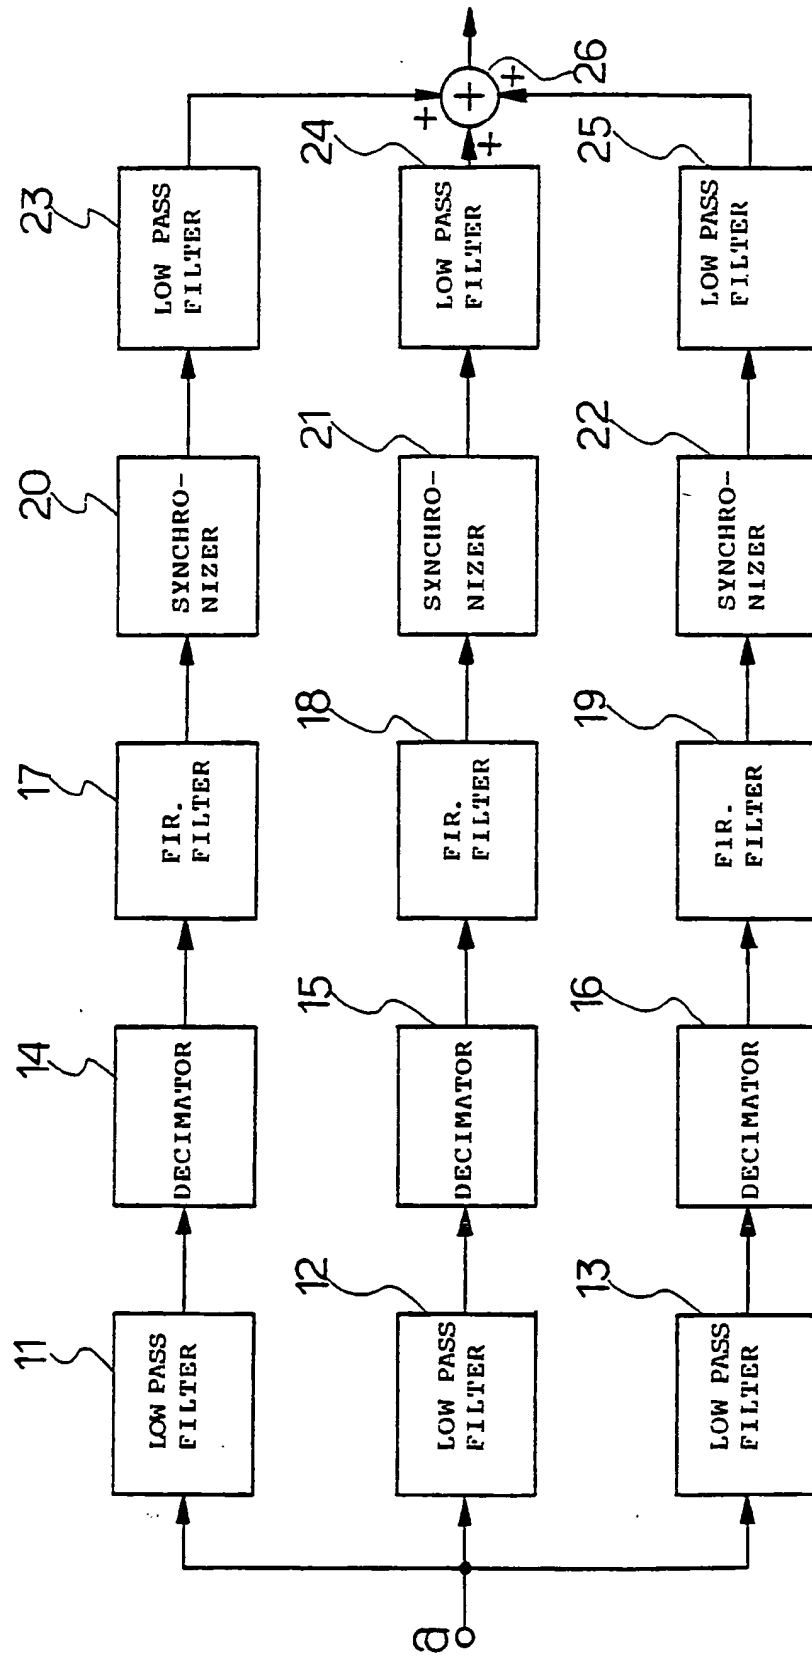 11
14
17
20
23
LOW PASS
FILTER
DECIMATOR
FIR.
FILTER
SYNCHRO-
NIZER
LOW PASS
FILTER
+
12
15
18
21
24
a
LOW PASS
FILTER
DECIMATOR
FIR.
FILTER
SYNCHRO-
NIZER
LOW PASS
FILTER
+
+
+
26
13
16
19
22
25
LOW PASS
FILTER
DECIMATOR
FIR.
FILTER
SYNCHRO-
NIZER
LOW PASS
FILTER